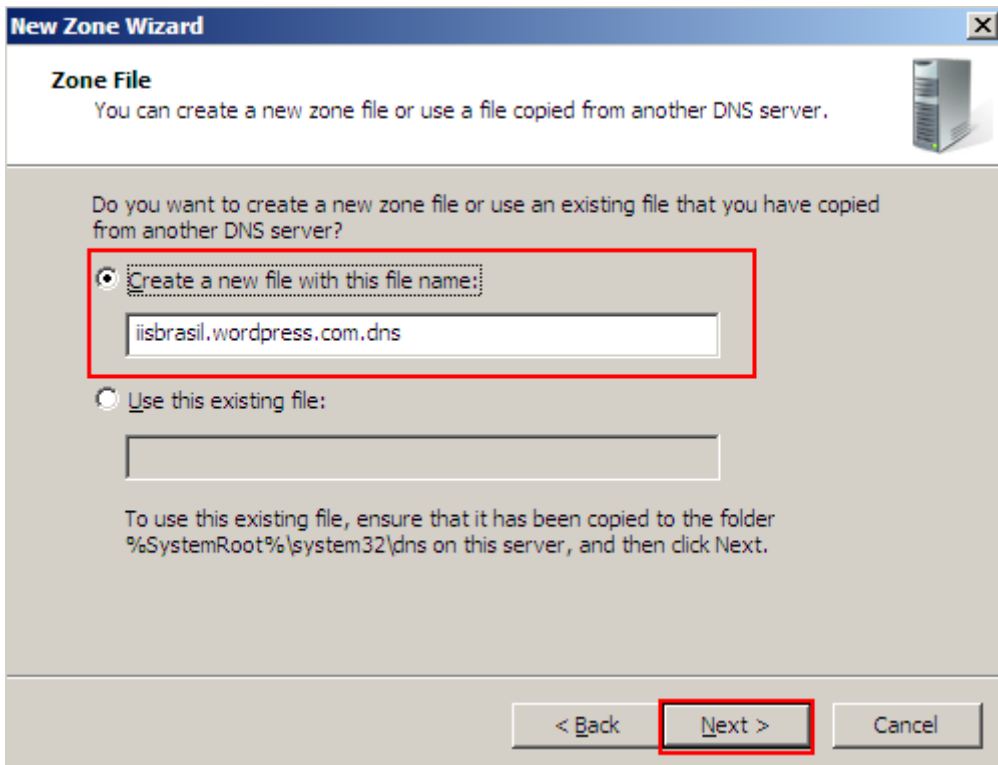 New Zone Wizard
Zone File
You can create a new zone file or use a file copied from another DNS server.
Do you want to create a new zone file or use an existing file that you have copied
from another DNS server?
Create a new file with this file name:
iisbrasil.wordpress.com.dns
Use this existing file:
To use this existing file, ensure that it has been copied to the folder
%SystemRoot%\system32\dns on this server, and then click Next.
< Back Next > Cancel